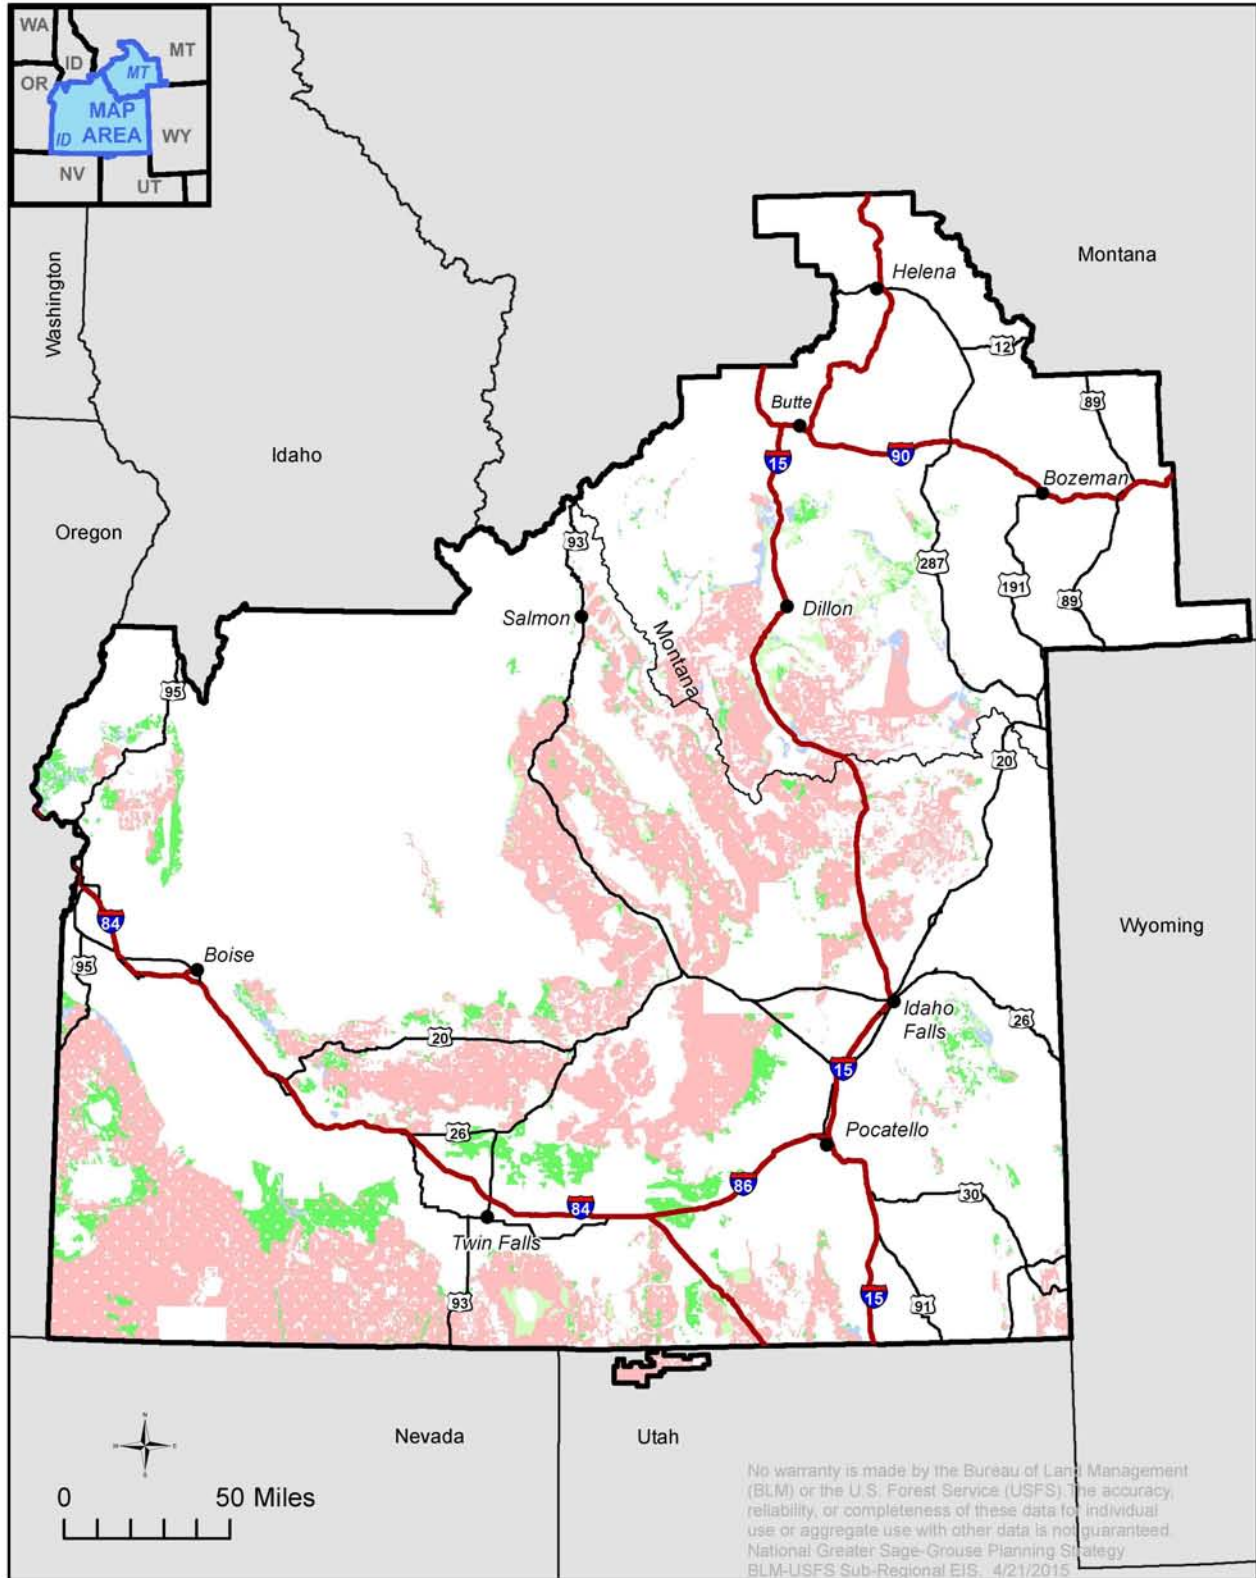 WA
MT
ID
MT
OR
MAP
AREA
ID
WY
NV
UT
Washington
Montana
Helena
12
Butte
89
Idaho
15
90
Bozeman
Oregon
93
287
191
89
Salmon
Dillon
Montana
95
20
84
Wyoming
95
Boise
Idaho
Falls
26
20
15
26
Pocatello
86
30
84
Twin Falls
93
15
91
Nevada
Utah
N
W
E
S
0
50 Miles
No warranty is made by the Bureau of Land Management
(BLM) or the U.S. Forest Service (USFS).The accuracy,
reliability, or completeness of these data for individual
use or aggregate use with other data is not guaranteed.
National Greater Sage-Grouse Planning Strategy
BLM-USFS Sub-Regional EIS. 4/21/2015